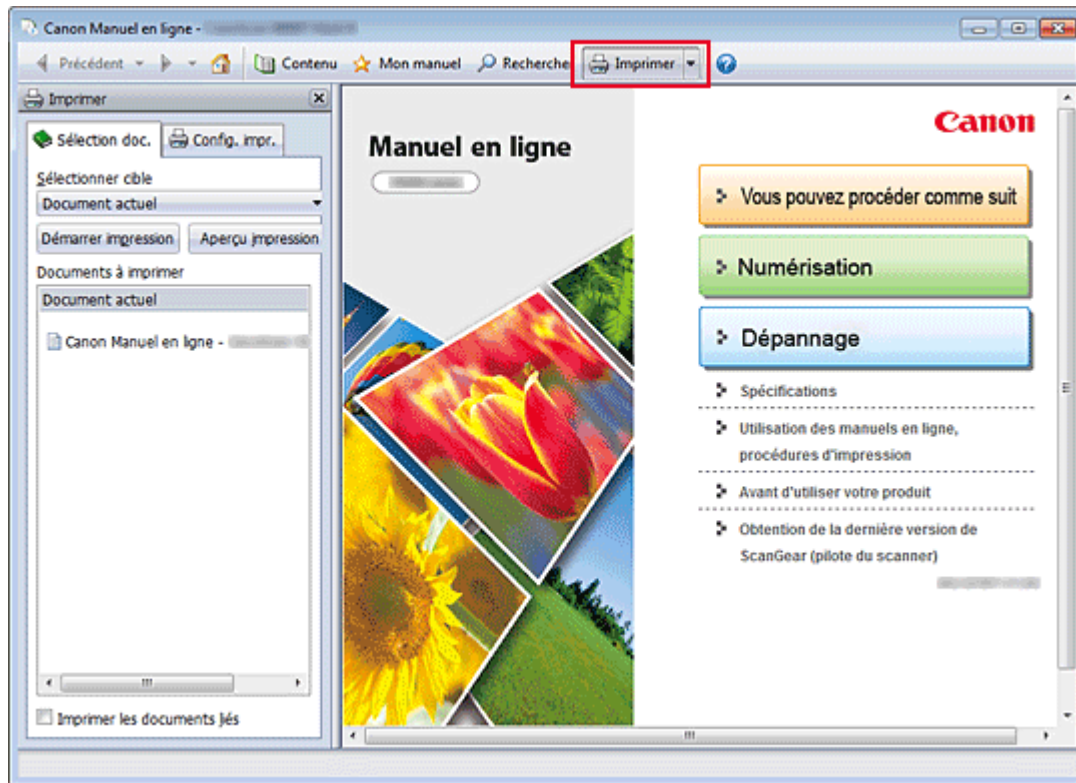 Canon Manuel en ligne -
Précédent
Contenu
Mon manuel
Recherche
Imprimer
Imprimer
Sélection doc.
Config. impr.
Sélectionner cible
Document actuel
Démarrer impression
Aperçu impression
Documents à imprimer
Document actuel
Canon Manuel en ligne -
Imprimer les documents liés
Manuel en ligne
Canon
Vous pouvez procéder comme suit
Numérisation
Dépannage
Spécifications
Utilisation des manuels en ligne,
procédures d'impression
Avant d'utiliser votre produit
Obtention de la dernière version de
ScanGear (pilote du scanner)